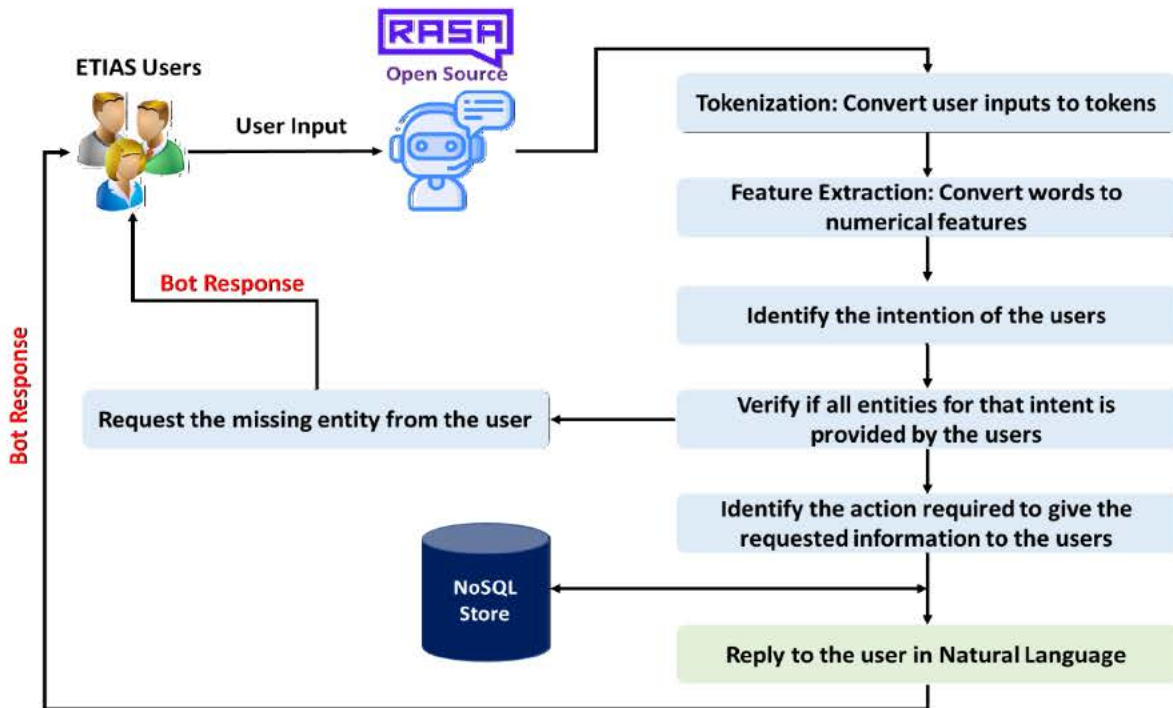 RASA
Open Source
ETIAS Users
User Input
Tokenization: Convert user inputs to tokens
Feature Extraction: Convert words to
numerical features
Identify the intention of the users
Verify if all entities for that intent is
provided by the users
Request the missing entity from the user
Bot Response
Bot Response
Identify the action required to give the
requested information to the users
NoSQL
Store
Reply to the user in Natural Language